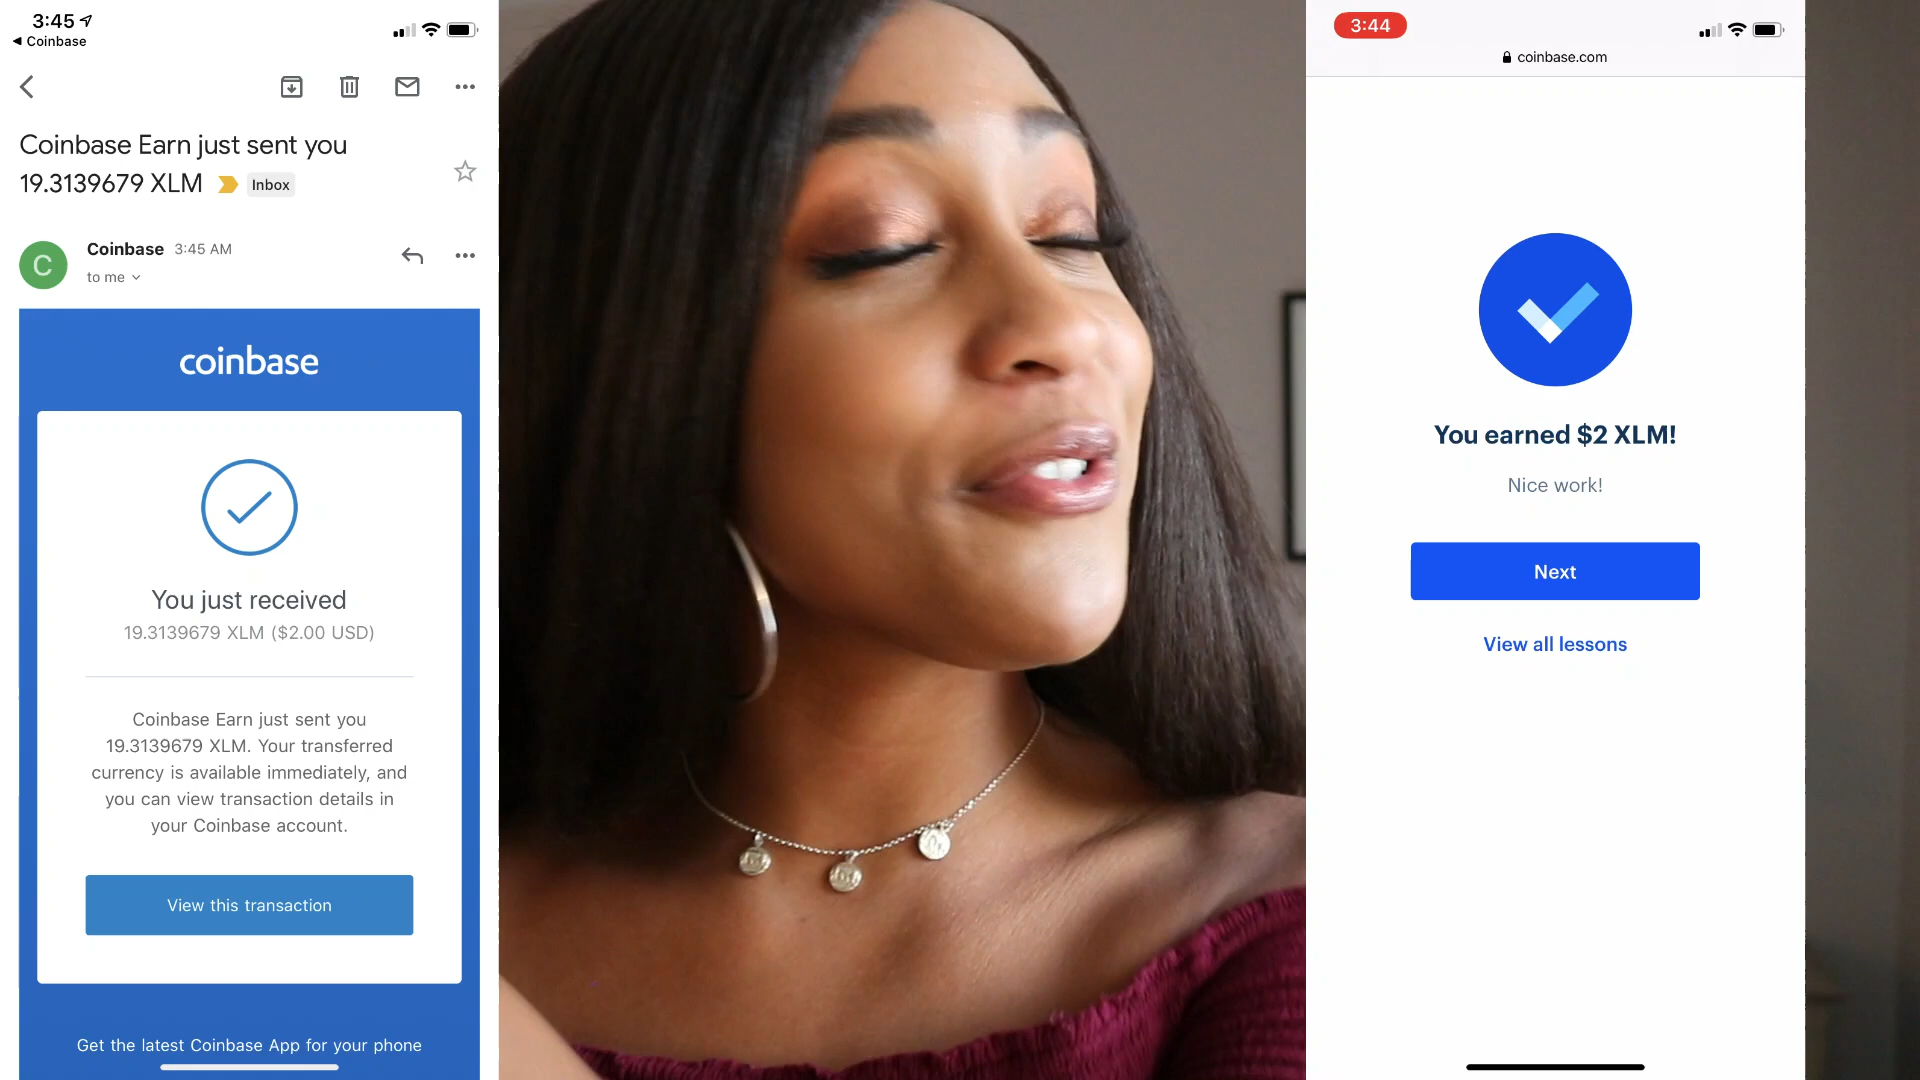 3:45
Coinbase
Coinbase Earn just sent you
19.3139679 XLM Inbox
C
Coinbase 3:45 AM
to me
coinbase
You just received
19.3139679 XLM ($2.00 USD)
Coinbase Earn just sent you
19.3139679 XLM. Your transferred
currency is available immediately, and
you can view transaction details in
your Coinbase account.
View this transaction
Get the latest Coinbase App for your phone
3:44
coinbase.com
You earned $2 XLM!
Nice work!
Next
View all lessons